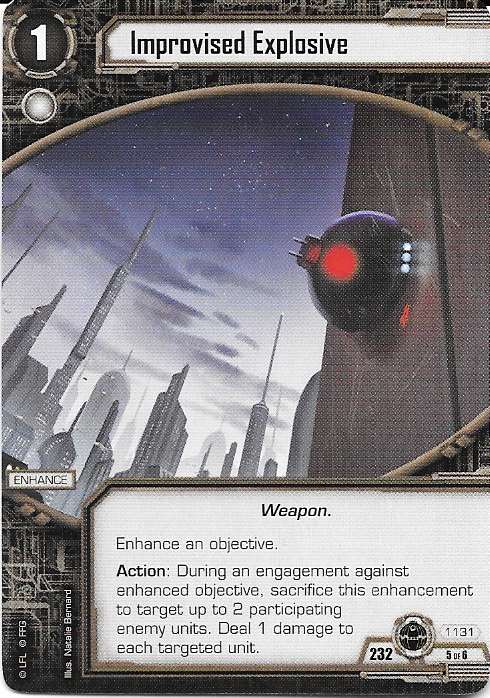 1
Improvised Explosive
ENHANCE
Weapon.
Enhance an objective.
Action: During an engagement against
enhanced objective, sacrifice this enhancement
to target up to 2 participating
enemy units. Deal 1 damage to
each targeted unit.
232
1131
5 OF 6
© LFL © FFG
Illus. Natalie Bernard